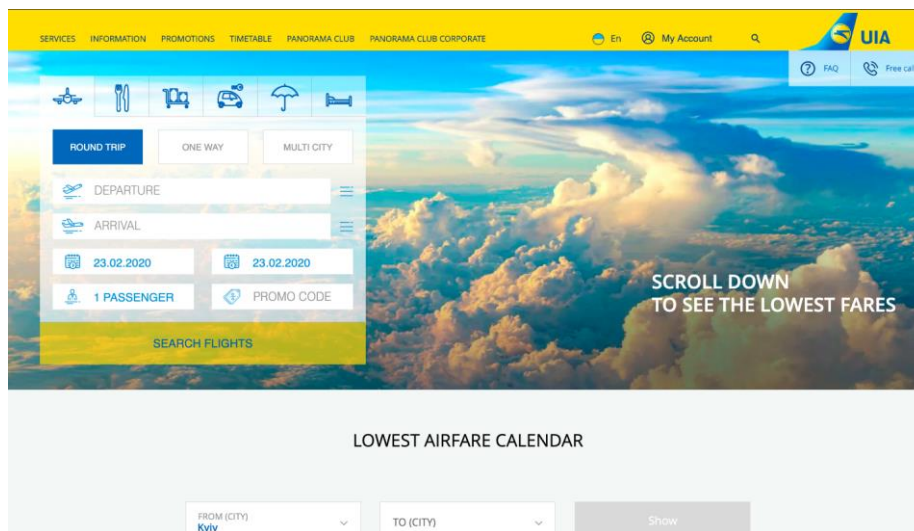 SERVICES INFORMATION PROMOTIONS TIMETABLE PANORAMA CLUB PANORAMA CLUB CORPORATE En My Account UIA
FAQ Free cal
ROUND TRIP ONE WAY MULTI CITY
DEPARTURE
ARRIVAL
23.02.2020 23.02.2020
1 PASSENGER PROMO CODE
SEARCH FLIGHTS
SCROLL DOWN
TO SEE THE LOWEST FARES
LOWEST AIRFARE CALENDAR
FROM (CITY)
Kyiv
TO (CITY)
Show